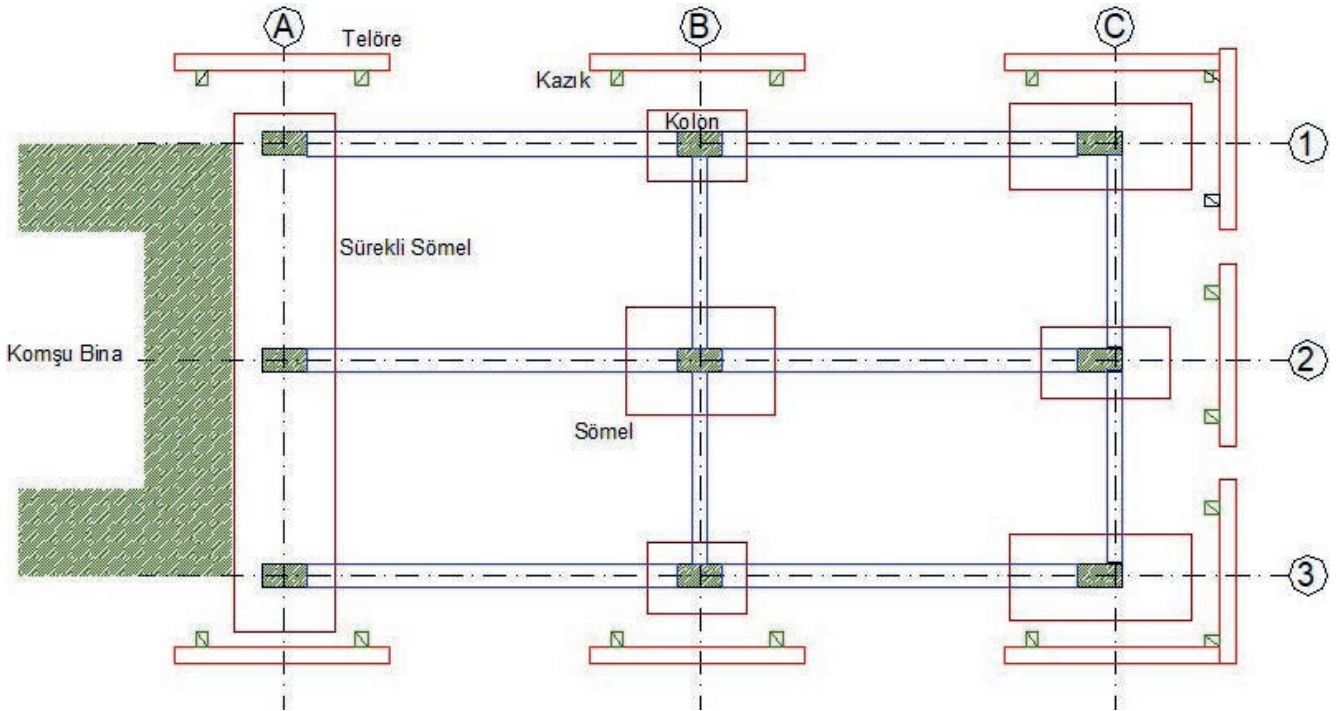 A
B
C
Telöre
Kazık
Kolon
1
Sürekli Sömel
Komşu Bina
2
Sömel
3